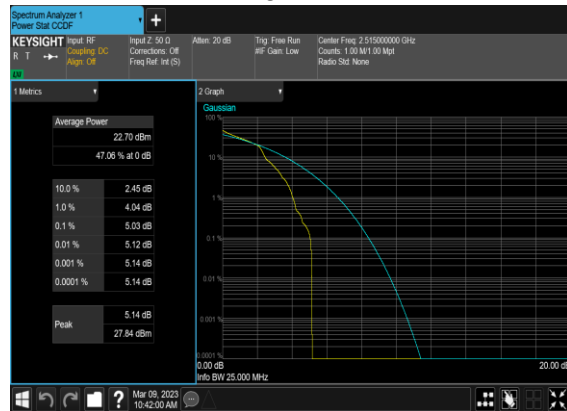 Spectrum Analyzer 1
Power Stat CCDF
KEYSIGHT
R T
LW
Input: RF
Coupling: DC
Align: Off
Input Z: 50 Ω
Corrections: Off
Freq Ref: Int (S)
Atten: 20 dB
Trig: Free Run
#IF Gain: Low
Center Freq: 2.515000000 GHz
Counts: 1.00 M/1.00 Mpt
Radio Std: None
1 Metrics
Average Power
22.70 dBm
47.06 % at 0 dB
10.0 % 2.45 dB
1.0 % 4.04 dB
0.1 % 5.03 dB
0.01 % 5.12 dB
0.001 % 5.14 dB
0.0001 % 5.14 dB
Peak 5.14 dB
27.84 dBm
2 Graph
Gaussian
100 %
10 %
1 %
0.1 %
0.01 %
0.001 %
0.0001 %
0.00 dB
20.00 dB
Info BW 25.000 MHz
Mar 09, 2023
10:42:00 AM